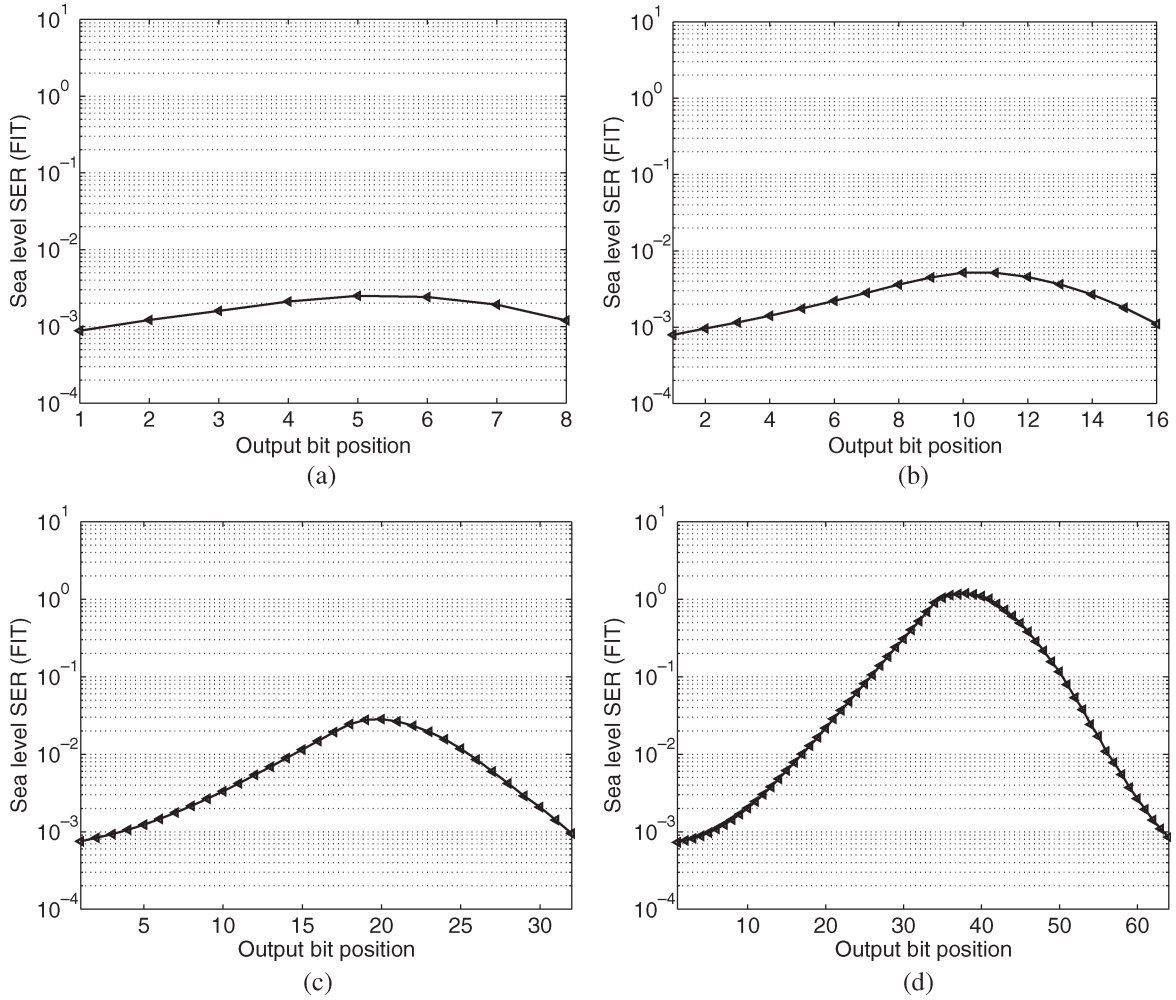 10^1
10^0
10^−1
10^−2
10^−3
10^−4
Sea level SER (FIT)
1 2 3 4 5 6 7 8
Output bit position
(a)
10^1
10^0
10^−1
10^−2
10^−3
10^−4
Sea level SER (FIT)
2 4 6 8 10 12 14 16
Output bit position
(b)
10^1
10^0
10^−1
10^−2
10^−3
10^−4
Sea level SER (FIT)
5 10 15 20 25 30
Output bit position
(c)
10^1
10^0
10^−1
10^−2
10^−3
10^−4
Sea level SER (FIT)
10 20 30 40 50 60
Output bit position
(d)